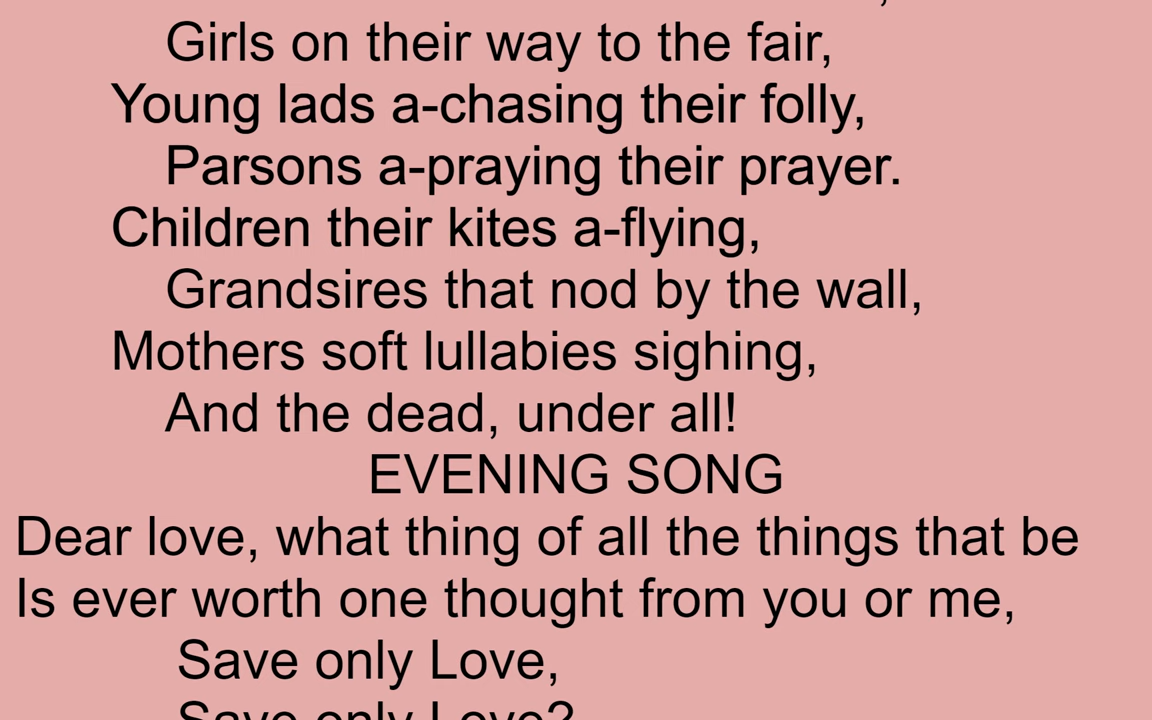 Girls on their way to the fair,
Young lads a-chasing their folly,
Parsons a-praying their prayer.
Children their kites a-flying,
Grandsires that nod by the wall,
Mothers soft lullabies sighing,
And the dead, under all!
EVENING SONG
Dear love, what thing of all the things that be
Is ever worth one thought from you or me,
Save only Love,
Save only Love?